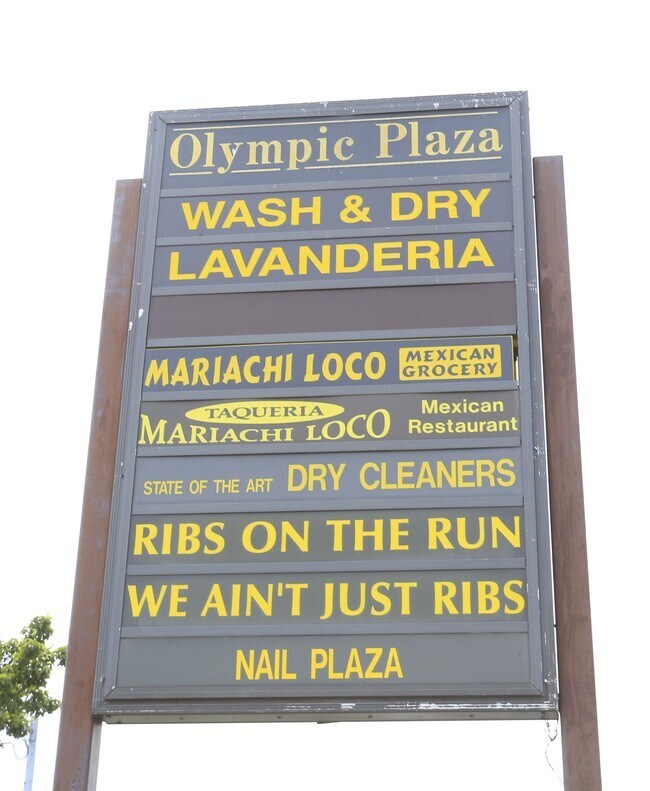 Olympic Plaza
WASH & DRY
LAVANDERIA
MARIACHI LOCO MEXICAN GROCERY
TAQUERIA
MARIACHI LOCO Mexican Restaurant
STATE OF THE ART DRY CLEANERS
RIBS ON THE RUN
WE AIN'T JUST RIBS
NAIL PLAZA